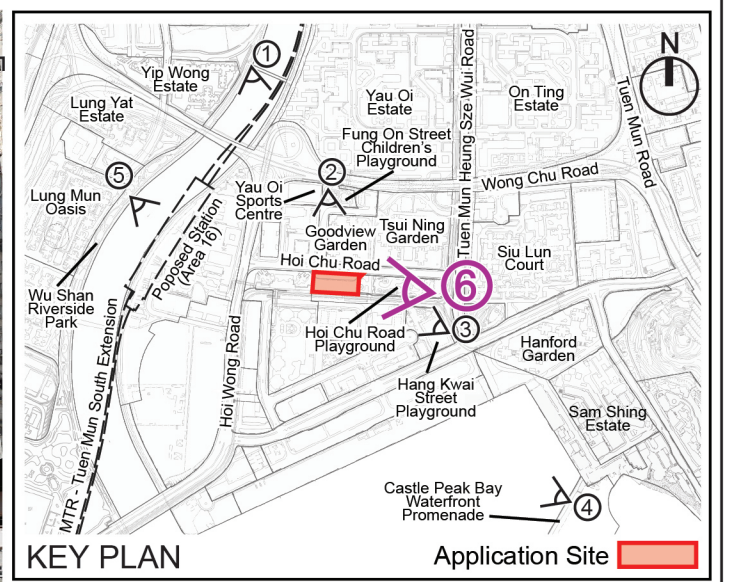 N
1
Yip Wong
Estate
Lung Yat
Estate
Yau Oi
Estate
On Ting
Estate
Tuen Mun Heung Sze Wui Road
Tuen Mun Road
Fung On Street
Children's
Playground
5
2
Wong Chu Road
Lung Mun
Oasis
Yau Oi
Sports
Centre
Poposed Station
(Area 16)
Goodview
Garden
Tsui Ning
Garden
Siu Lun
Court
Hoi Chu Road
6
Wu Shan
Riverside
Park
Hoi Chu Road
Playground
3
Hanford
Garden
MTR - Tuen Mun South Extension
Hoi Wong Road
Hang Kwai
Street
Playground
Sam Shing
Estate
Castle Peak Bay
Waterfront
Promenade
4
KEY PLAN
Application Site